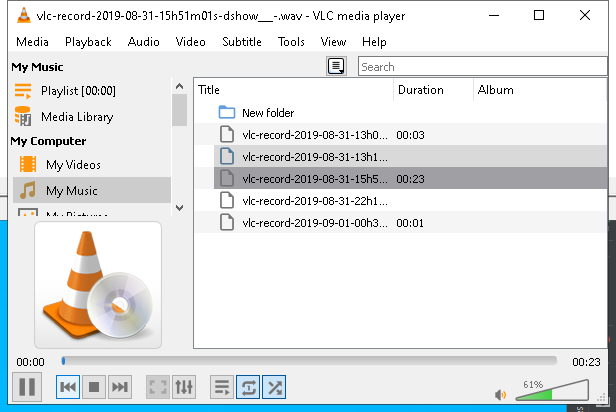 vlc-record-2019-08-31-15h51m01s-dshow__-.wav - VLC media player
Media Playback Audio Video Subtitle Tools View Help
My Music
Playlist [00:00]
Media Library
My Computer
My Videos
My Music
My Pictures
Search
Title Duration Album
New folder
vlc-record-2019-08-31-13h0... 00:03
vlc-record-2019-08-31-13h1...
vlc-record-2019-08-31-15h5... 00:23
vlc-record-2019-08-31-22h1...
vlc-record-2019-09-01-00h3... 00:01
00:00 00:23
61%